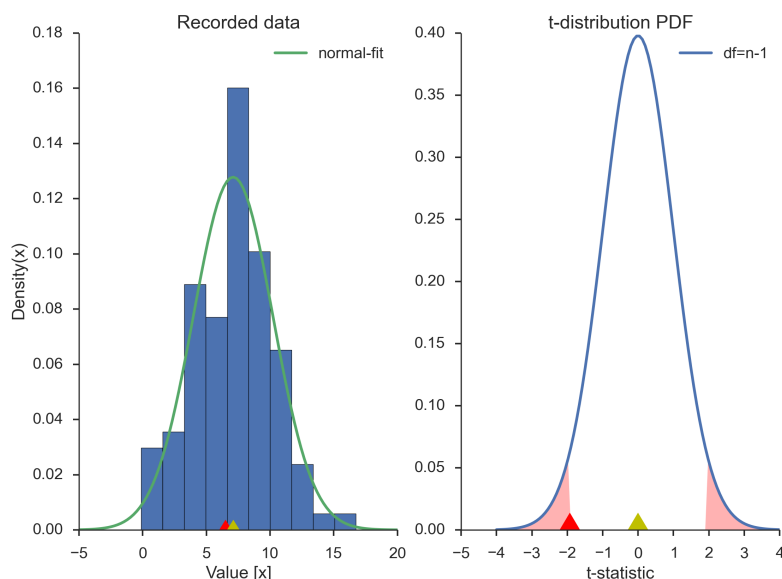 Recorded data
normal-fit
Density(x)
0.18
0.16
0.14
0.12
0.10
0.08
0.06
0.04
0.02
0.00
−5 0 5 10 15 20
Value [x]
t-distribution PDF
df=n-1
0.40
0.35
0.30
0.25
0.20
0.15
0.10
0.05
0.00
−5 −4 −3 −2 −1 0 1 2 3 4
t-statistic